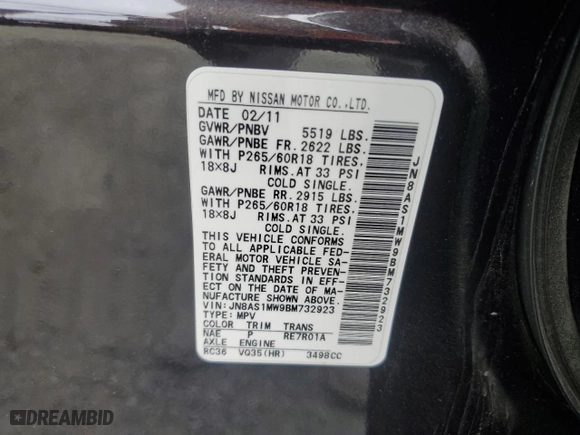 MFD BY NISSAN MOTOR CO.,LTD.
DATE 02/11
GVWR/PNBV 5519 LBS.
GAWR/PNBE FR. 2622 LBS.
WITH P265/60R18 TIRES,
18×8J RIMS.AT 33 PSI
COLD SINGLE.
GAWR/PNBE RR. 2915 LBS.
WITH P265/60R18 TIRES,
18×8J RIMS.AT 33 PSI
COLD SINGLE.
THIS VEHICLE CONFORMS
TO ALL APPLICABLE FED-
ERAL MOTOR VEHICLE SA-
FETY AND THEFT PREVEN-
TION STANDARDS IN EFF-
ECT ON THE DATE OF MA-
NUFACTURE SHOWN ABOVE.
VIN: JN8AS1MW9BM732923
TYPE: MPV
COLOR TRIM TRANS
NAE P RE7R01A
AXLE ENGINE
RC36 VQ35(HR) 3498CC
JN8AS1MW9BM732923
DREAMBID